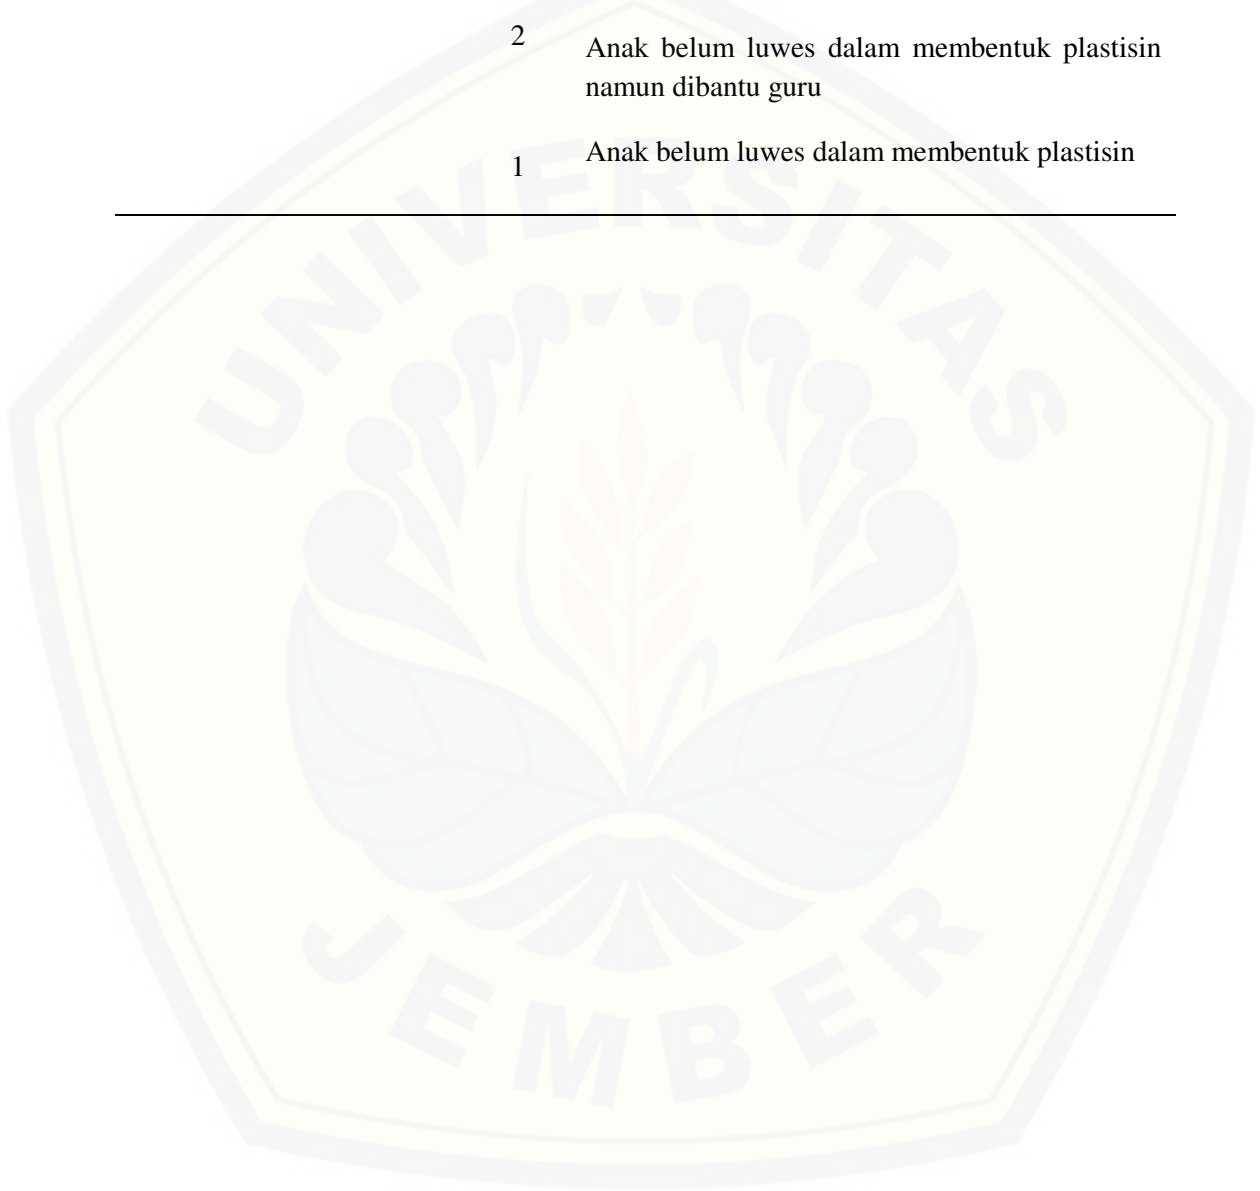 2
Anak belum luwes dalam membentuk plastisin
namun dibantu guru
1
Anak belum luwes dalam membentuk plastisin
UNIVERSITAS
JEMBER